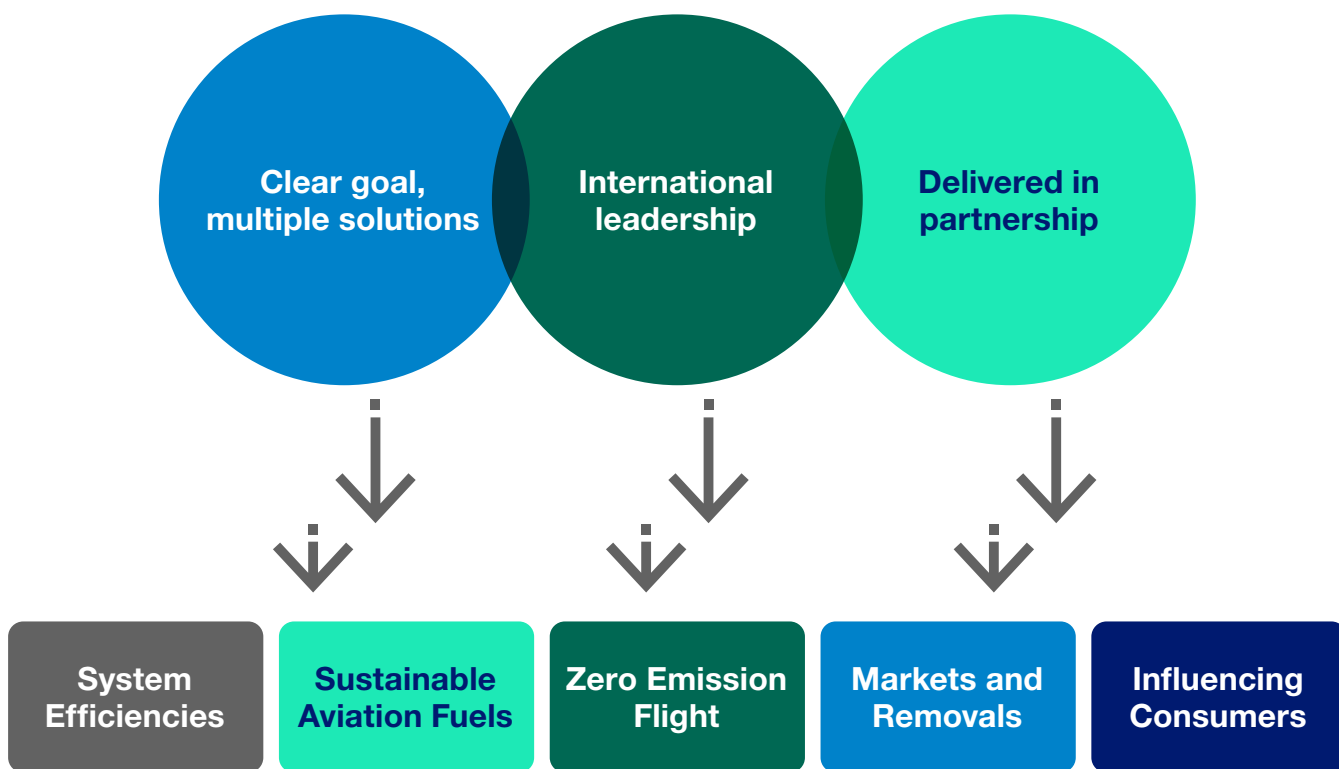 Clear goal,
multiple solutions
International
leadership
Delivered in
partnership
System
Efficiencies
Sustainable
Aviation Fuels
Zero Emission
Flight
Markets and
Removals
Influencing
Consumers